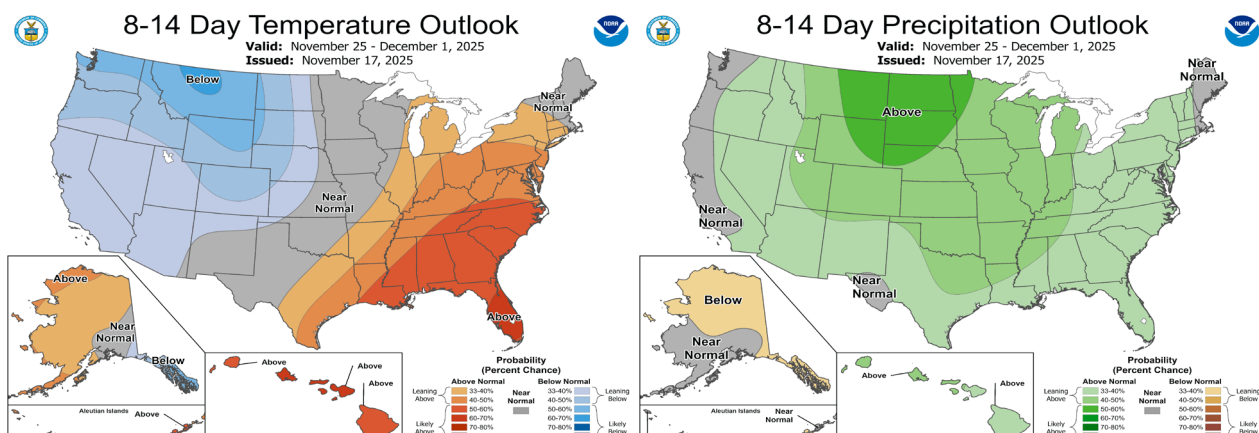 8-14 Day Temperature Outlook
Valid: November 25 - December 1, 2025
Issued: November 17, 2025
NOAA
Below
Near
Normal
Near
Normal
Above
Above
Near
Normal
Below
Aleutian Islands
Above
Above
Above
Above
Probability
(Percent Chance)
Above Normal
Near
Normal
Below Normal
Leaning
Above
33-40%
33-40%
Leaning
Below
40-50%
40-50%
50-60%
50-60%
60-70%
60-70%
Likely
Above
70-80%
70-80%
Likely
Below
8-14 Day Precipitation Outlook
Valid: November 25 - December 1, 2025
Issued: November 17, 2025
NOAA
Near
Normal
Above
Near
Normal
Near
Normal
Below
Near
Normal
Aleutian Islands
Near
Normal
Above
Above
Probability
(Percent Chance)
Above Normal
Near
Normal
Below Normal
Leaning
Above
33-40%
33-40%
Leaning
Below
40-50%
40-50%
50-60%
50-60%
60-70%
60-70%
Likely
Above
70-80%
70-80%
Likely
Below